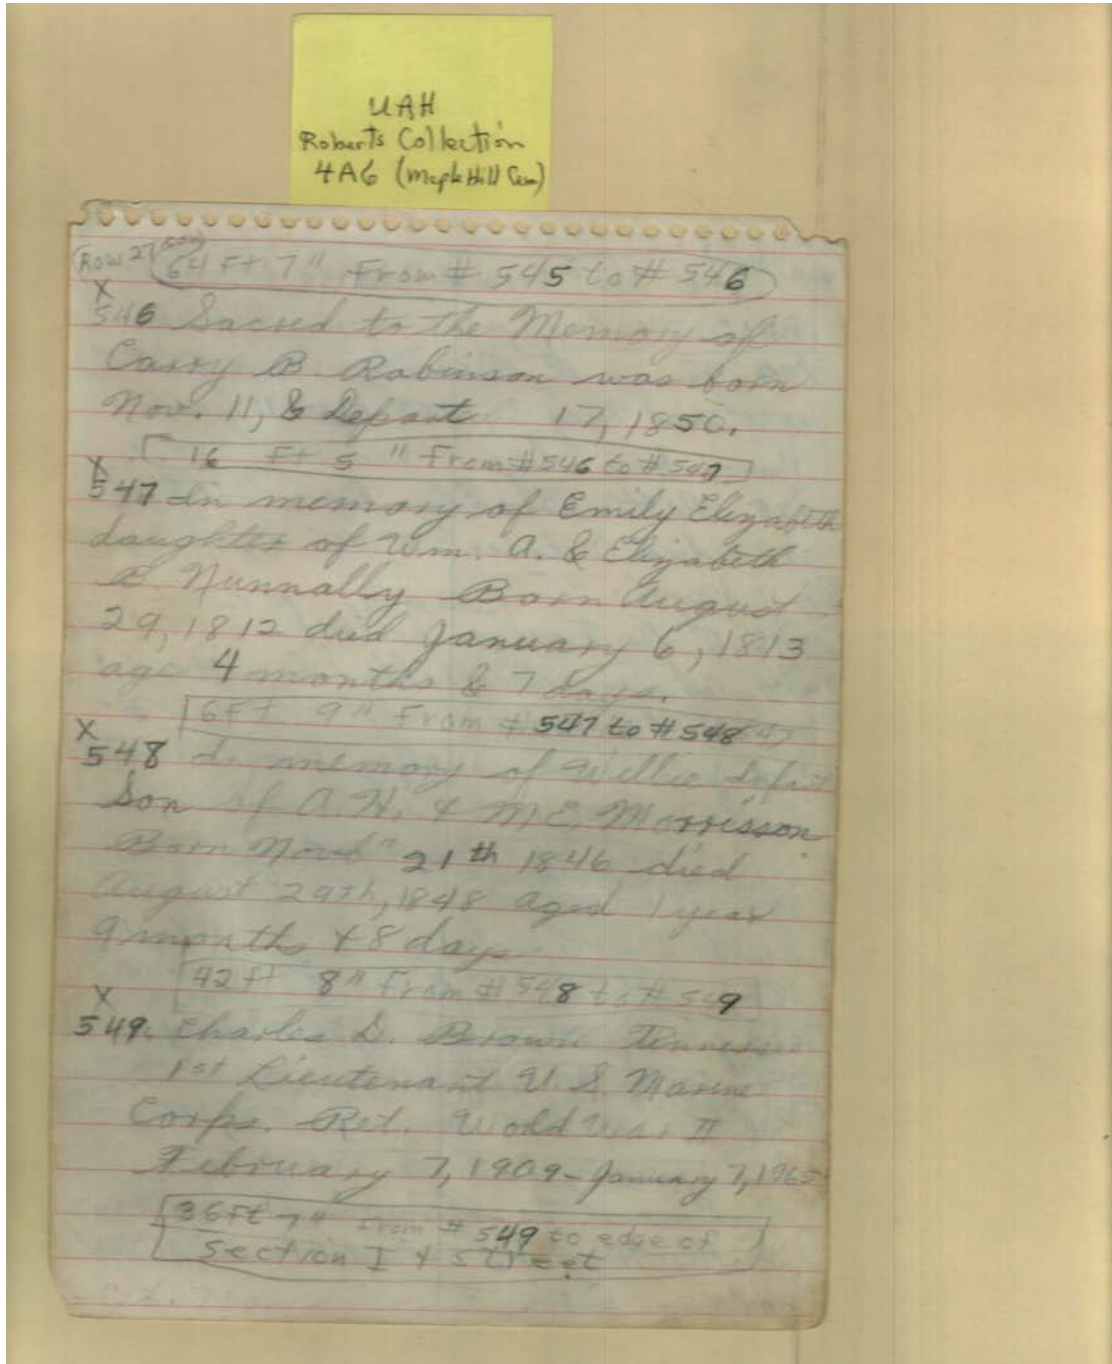 UAH
Roberts Collection
4A6 (Maple Hill Cem)
Row 27 con
64 Ft 7" From # 545 to # 546
X
546 Sacred to the Memory of
Carry B. Robinson was born
Nov. 11, & Depart 17, 1850.
16 Ft 5 " From # 546 to # 547
X
547 In memory of Emily Elizabeth
daughter of Wm. A. & Elizabeth
B. Nunnally Born August
29, 1812 died January 6, 1813
age 4 months & 7 days.
6 Ft 9" From # 547 to # 548
X
548 In memory of Willie Infant
Son of A. H. & M. E. Morrisson
Born Novb" 21th 1846 died
August 29th, 1848 aged 1 year
9 months & 8 days
42 ft 8" From # 548 to # 549
X
549. Charles D. Brown Tennessee
1st Lieutenant U. S. Marine
Corps. Ret. World War II
February 7, 1909 - January 7, 1965
36 ft 7" From # 549 to edge of
Section I & Street